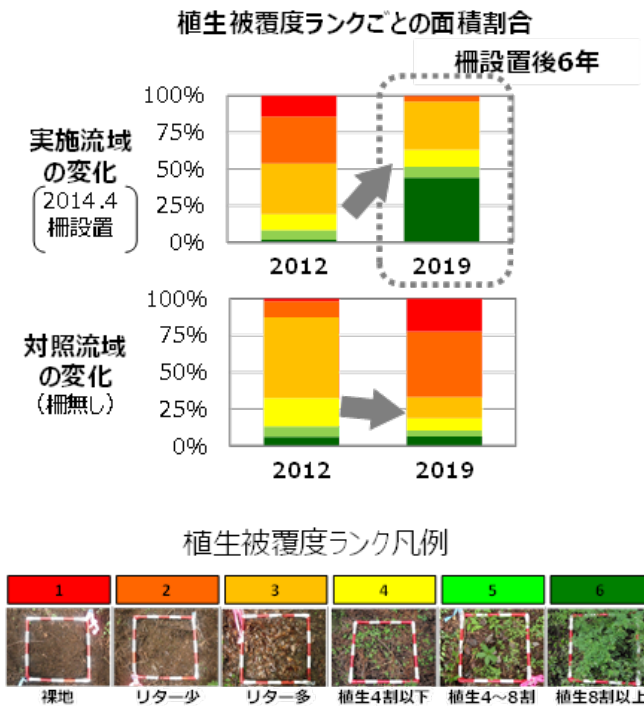 植生被覆度ランクごとの面積割合
柵設置後6年
実施流域
の変化
2014.4
柵設置
100%
75%
50%
25%
0%
2012
2019
対照流域
の変化
（柵無し）
100%
75%
50%
25%
0%
2012
2019
植生被覆度ランク凡例
1 2 3 4 5 6
裸地 リター少 リター多 植生4割以下 植生4～8割 植生8割以上